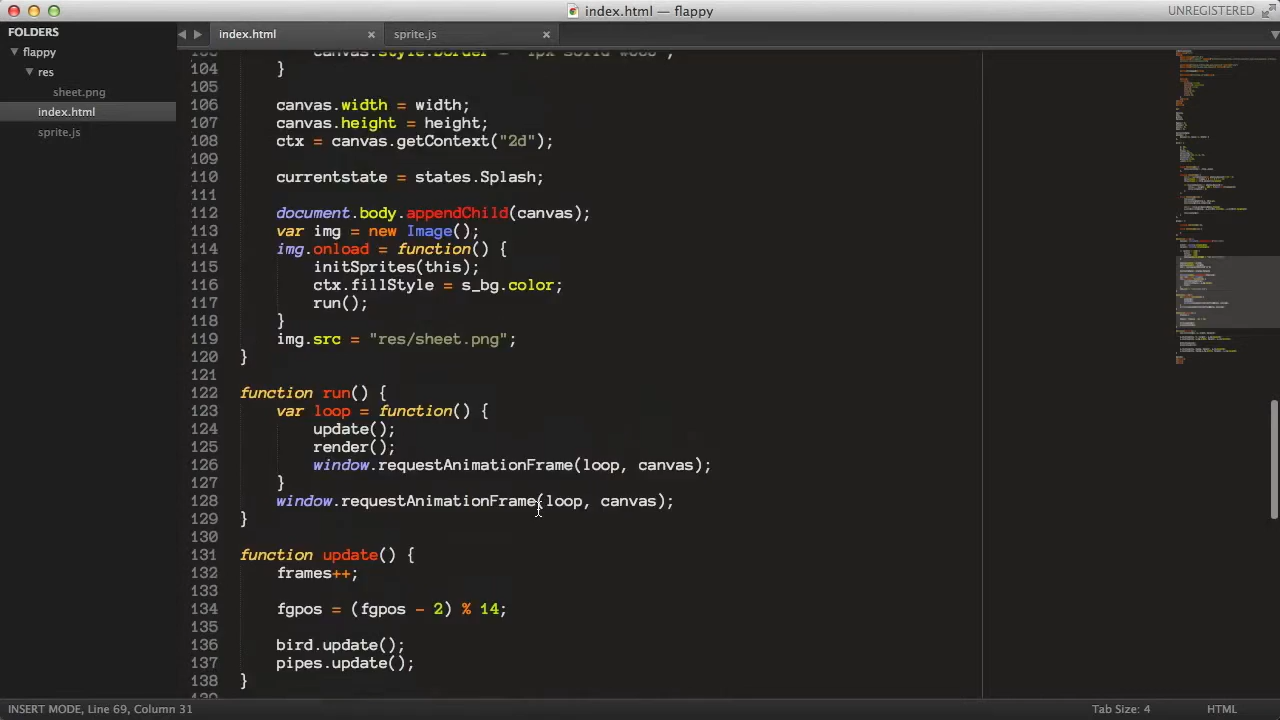 index.html — flappy
UNREGISTERED
FOLDERS
flappy
res
sheet.png
index.html
sprite.js
index.html
sprite.js
104 }
105
106 canvas.width = width;
107 canvas.height = height;
108 ctx = canvas.getContext("2d");
109
110 currentstate = states.Splash;
111
112 document.body.appendChild(canvas);
113 var img = new Image();
114 img.onload = function() {
115 initSprites(this);
116 ctx.fillStyle = s_bg.color;
117 run();
118 }
119 img.src = "res/sheet.png";
120 }
121
122 function run() {
123 var loop = function() {
124 update();
125 render();
126 window.requestAnimationFrame(loop, canvas);
127 }
128 window.requestAnimationFrame(loop, canvas);
129 }
130
131 function update() {
132 frames++;
133
134 fgpos = (fgpos - 2) % 14;
135
136 bird.update();
137 pipes.update();
138 }
INSERT MODE, Line 69, Column 31
Tab Size: 4
HTML